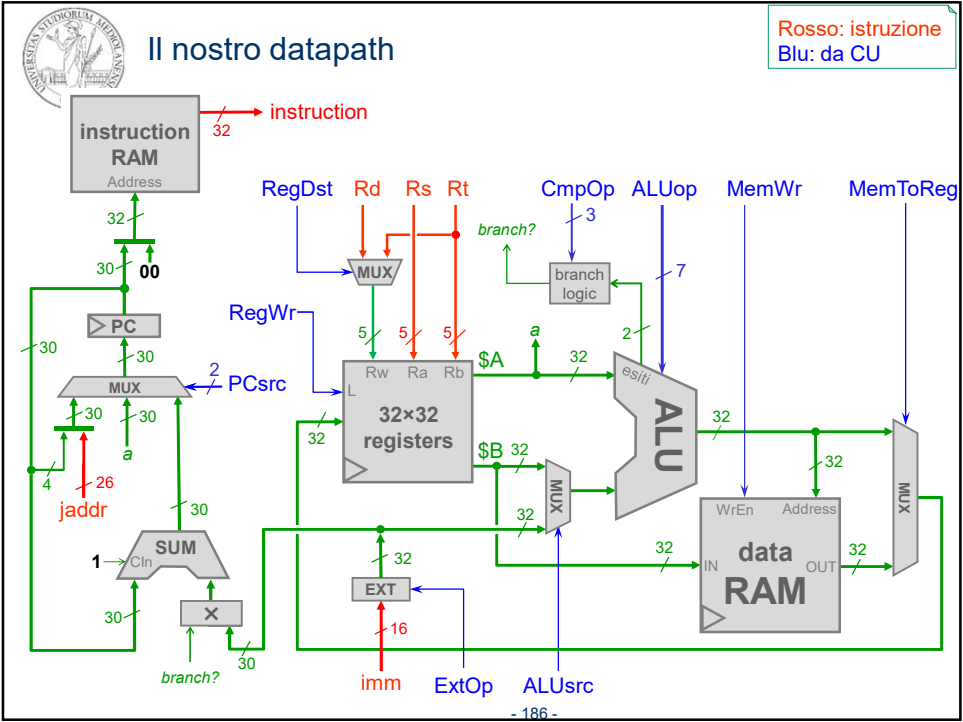 UNIVERSITAS STUDIORUM MEDIOLANENSIS
Il nostro datapath
Rosso: istruzione
Blu: da CU
instruction
RAM
Address
32
instruction
32
30
00
PC
30
30
MUX
2
PCsrc
30
30
a
4
26
jaddr
30
SUM
1
CIn
30
×
30
branch?
RegDst
Rd
Rs
Rt
MUX
RegWr
5
5
5
Rw
Ra
Rb
L
32×32
registers
32
$A
a
32
$B
32
MUX
32
32
EXT
16
imm
ExtOp
ALUsrc
CmpOp
ALUop
MemWr
MemToReg
branch?
3
branch
logic
7
2
esiti
ALU
32
32
WrEn
Address
data
RAM
IN
OUT
32
32
MUX
- 186 -